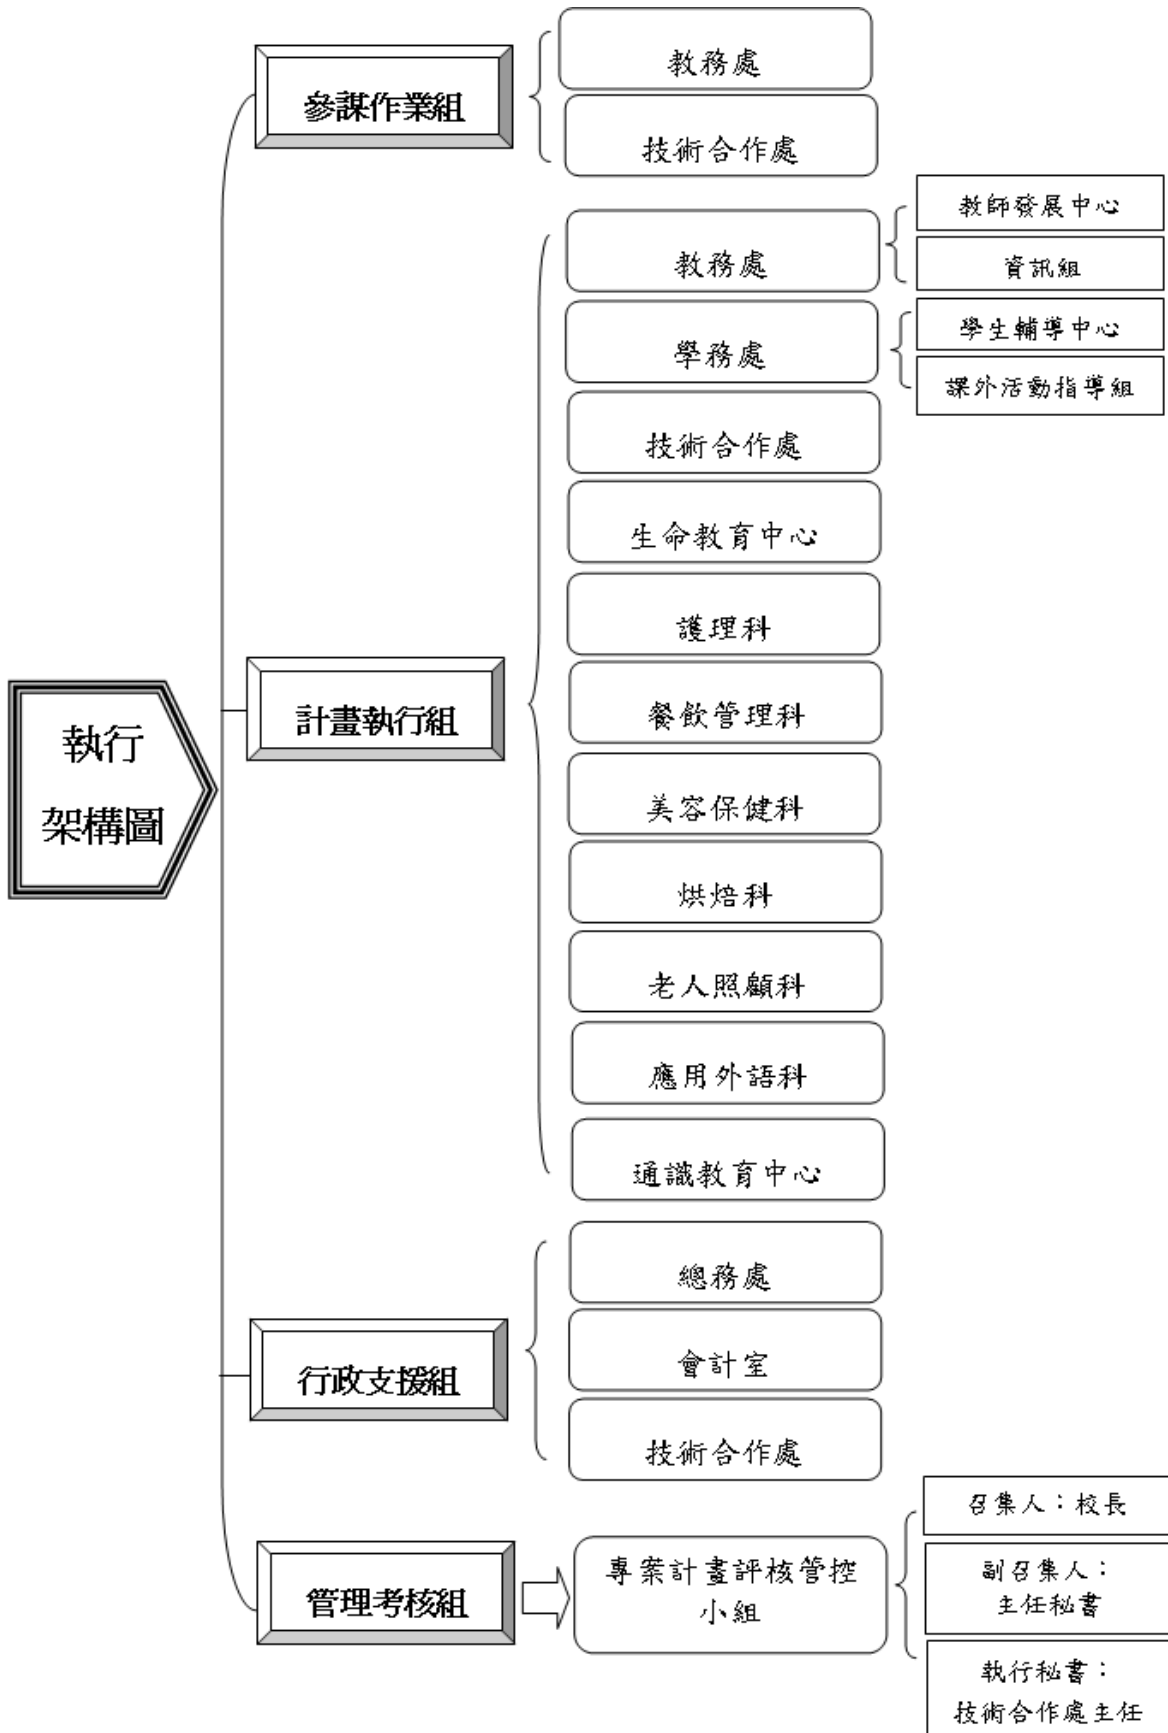 執行
架構圖
參謀作業組
教務處
技術合作處
計畫執行組
教務處
教師發展中心
資訊組
學務處
學生輔導中心
課外活動指導組
技術合作處
生命教育中心
護理科
餐飲管理科
美容保健科
烘焙科
老人照顧科
應用外語科
通識教育中心
行政支援組
總務處
會計室
技術合作處
管理考核組
專案計畫評核管控
小組
召集人：校長
副召集人：
主任秘書
執行秘書：
技術合作處主任